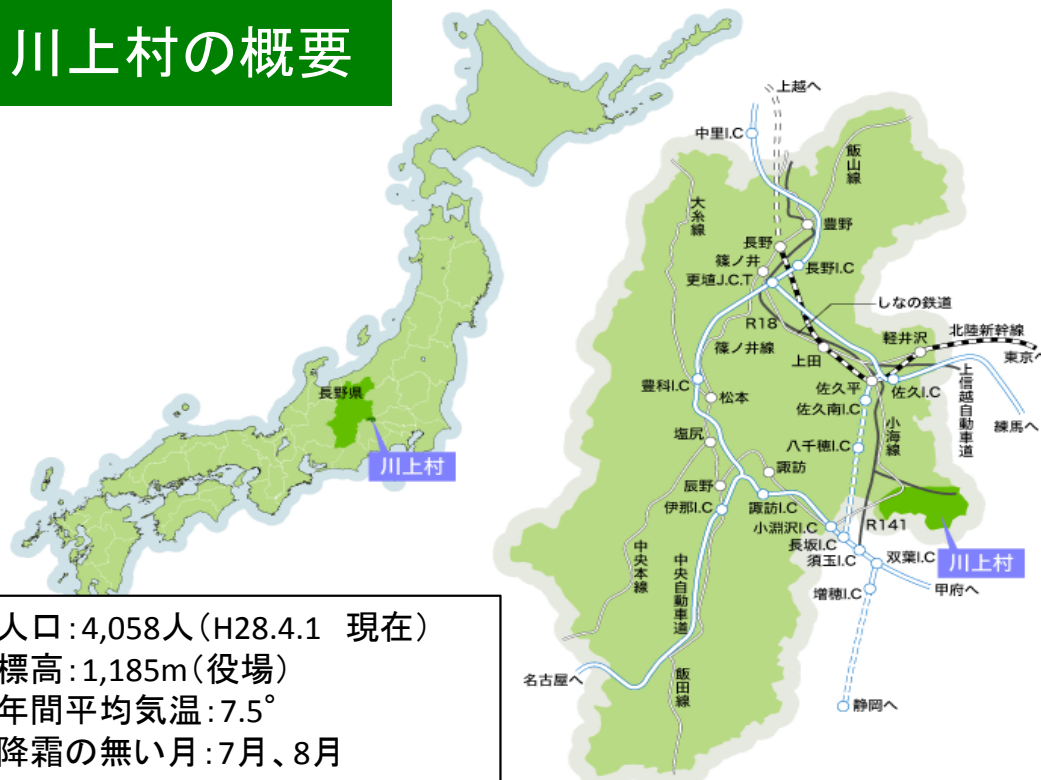 川上村の概要
長野県
川上村
人口：4,058人（H28.4.1　現在）
標高：1,185m（役場）
年間平均気温：7.5°
降霜の無い月：7月、8月
上越へ
中里I.C
飯山線
大糸線
豊野
長野
篠ノ井
長野I.C
更埴J.C.T
しなの鉄道
R18
篠ノ井線
軽井沢
北陸新幹線
東京へ
上田
佐久平
佐久I.C
上信越自動車道
豊科I.C
松本
佐久南I.C
練馬へ
小海線
塩尻
八千穂I.C
諏訪
辰野
伊那I.C
諏訪I.C
小淵沢I.C
R141
長坂I.C
須玉I.C
双葉I.C
川上村
中央本線
中央自動車道
増穂I.C
甲府へ
名古屋へ
飯田線
静岡へ